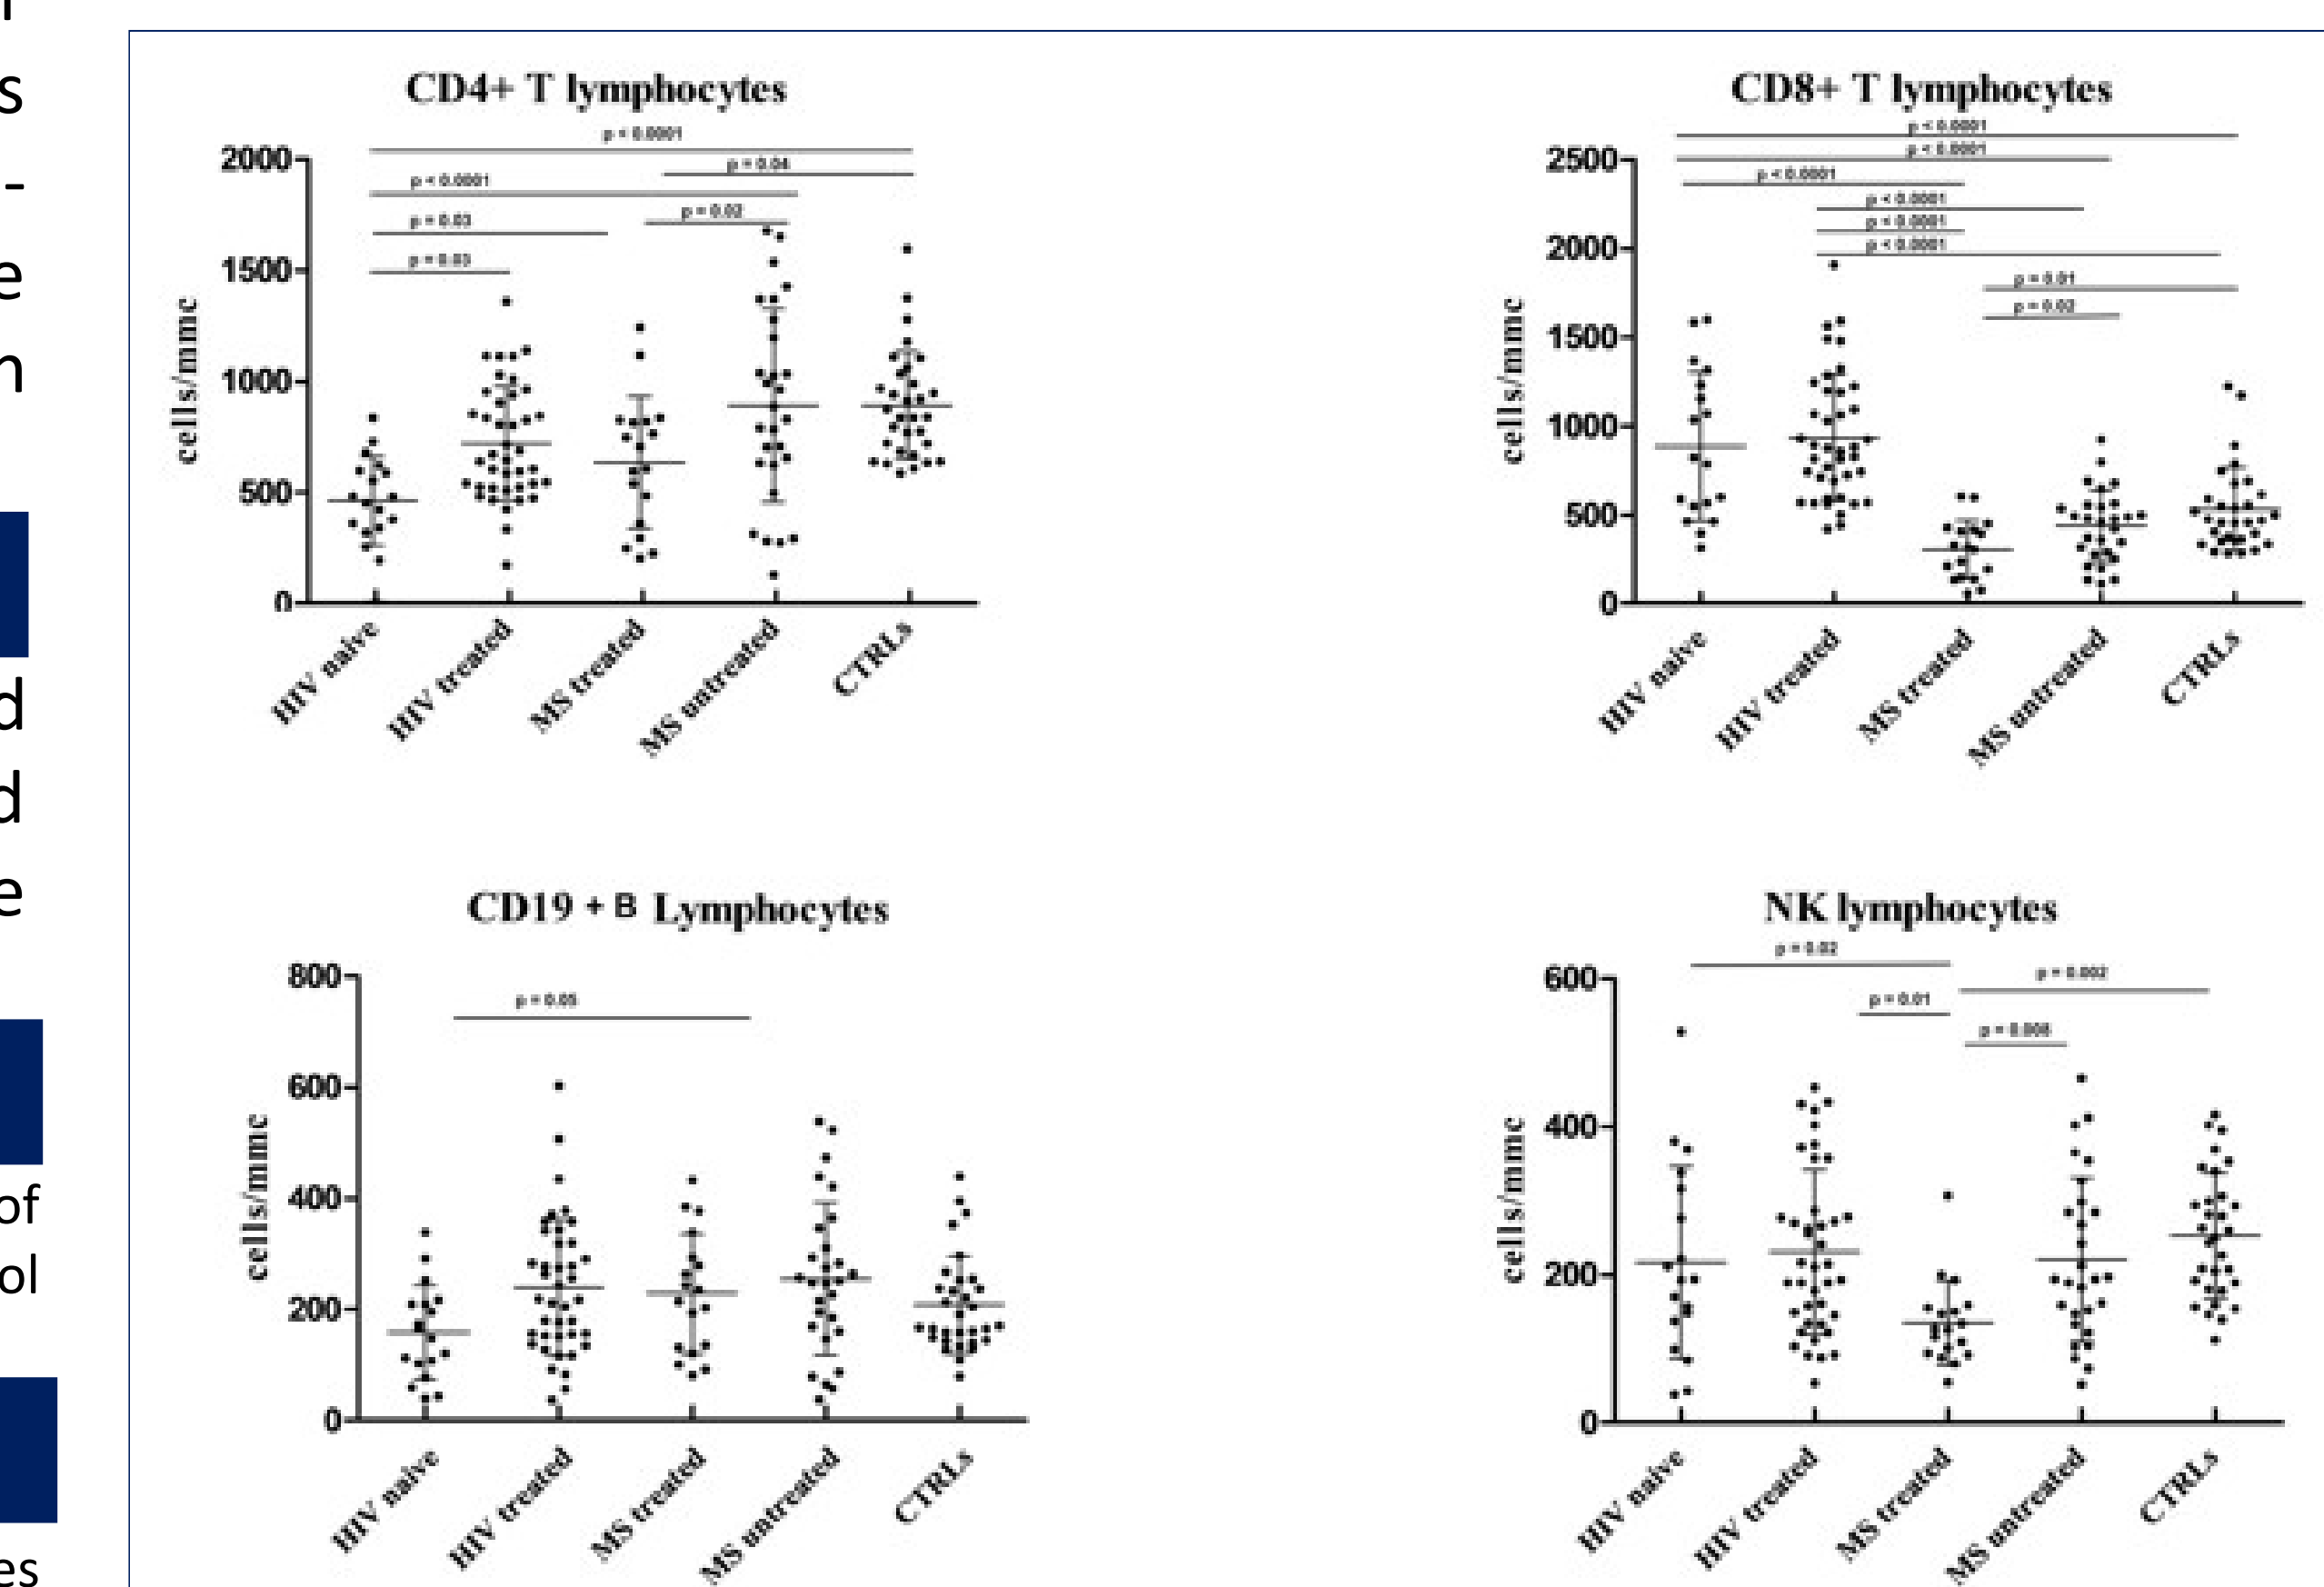 s
-
e
n
d
d
e
of
ol
es
CD4+ T lymphocytes
p < 0.0001
p = 0.04
p < 0.0001
p = 0.02
p = 0.03
p = 0.03
2000
1500
1000
500
0
cells/mmc
HIV naive
HIV treated
MS treated
MS untreated
CTRLs
CD8+ T lymphocytes
p < 0.0001
p < 0.0001
p < 0.0001
p < 0.0001
p < 0.0001
p < 0.0001
p = 0.01
p = 0.02
2500
2000
1500
1000
500
0
cells/mmc
HIV naive
HIV treated
MS treated
MS untreated
CTRLs
CD19 + B Lymphocytes
p = 0.05
800
600
400
200
0
cells/mmc
HIV naive
HIV treated
MS treated
MS untreated
CTRLs
NK lymphocytes
p = 0.02
p = 0.002
p = 0.01
p =
600
400
200
0
cells/mmc
HIV naive
HIV treated
MS treated
MS untreated
CTRLs